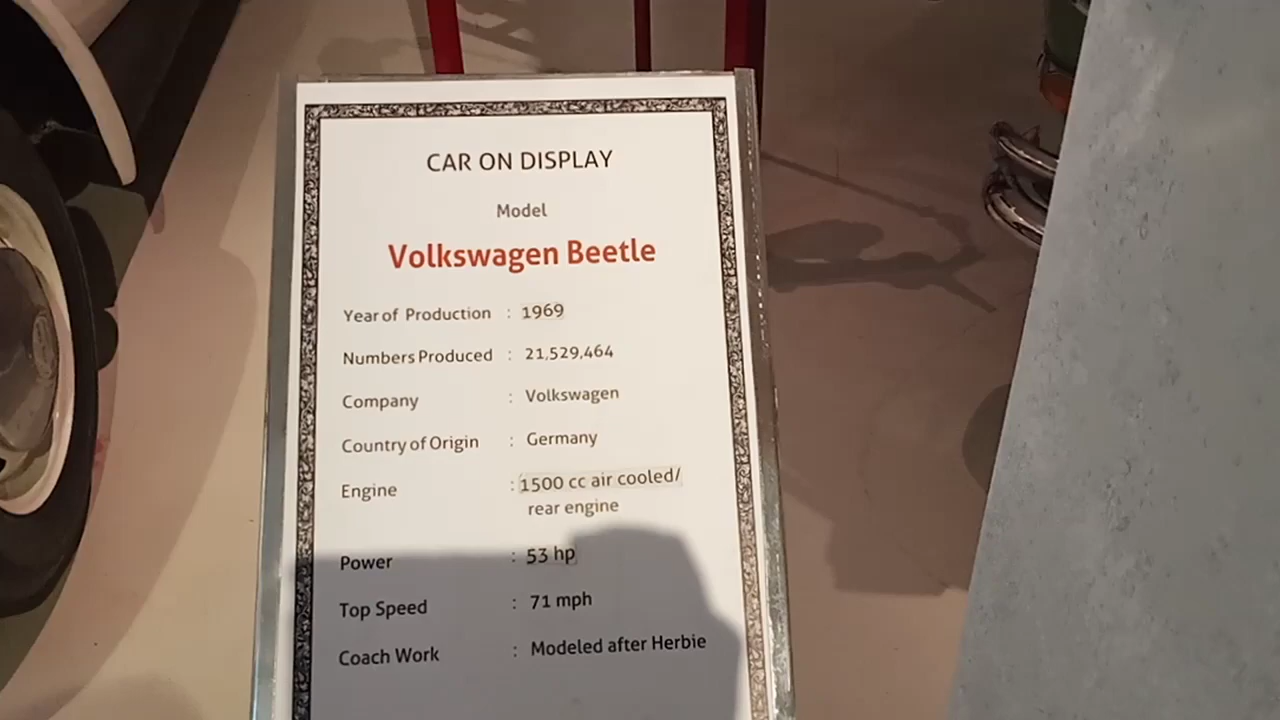 CAR ON DISPLAY
Model
Volkswagen Beetle
Year of Production : 1969
Numbers Produced : 21,529,464
Company : Volkswagen
Country of Origin : Germany
Engine : 1500 cc air cooled/
rear engine
Power : 53 hp
Top Speed : 71 mph
Coach Work : Modeled after Herbie